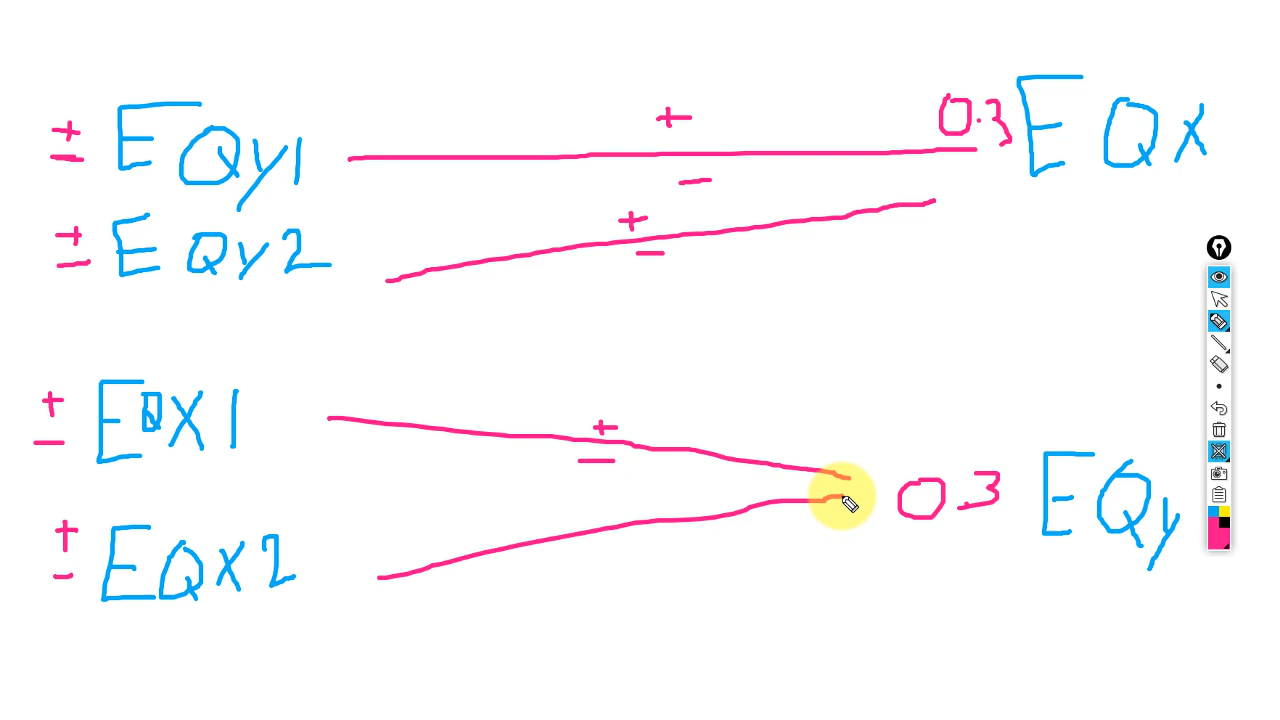 ± EQy1 + - 0.3 EQX
± EQy2 + -
± EQX1 + -
0.3 EQy
± EQX2